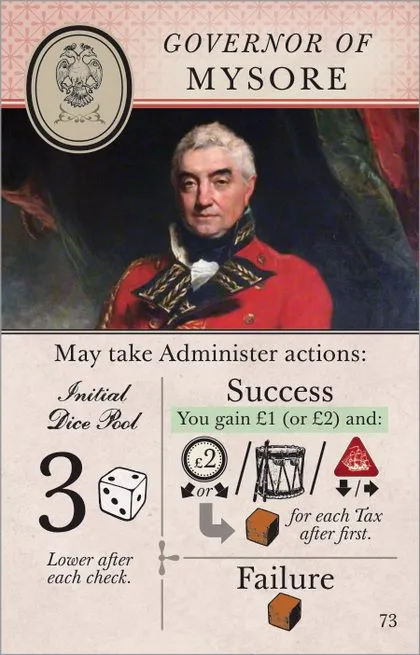 GOVERNOR OF
MYSORE
May take Administer actions:
Initial
Dice Pool
3
Lower after
each check.
Success
You gain £1 (or £2) and:
£2
or
/
/
/
for each Tax
after first.
Failure
73